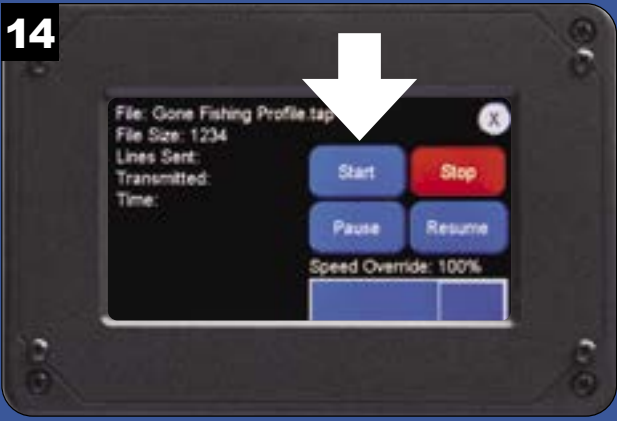 14
File: Gone Fishing Profile.tap
File Size: 1234
Lines Sent:
Transmitted:
Time:
X
Start
Stop
Pause
Resume
Speed Override: 100%